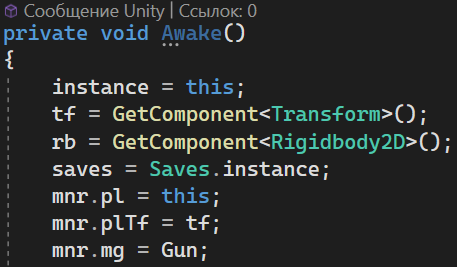 Сообщение Unity | Ссылок: 0
private void Awake()
{
instance = this;
tf = GetComponent<Transform>();
rb = GetComponent<Rigidbody2D>();
saves = Saves.instance;
mnr.pl = this;
mnr.plTf = tf;
mnr.mg = Gun;